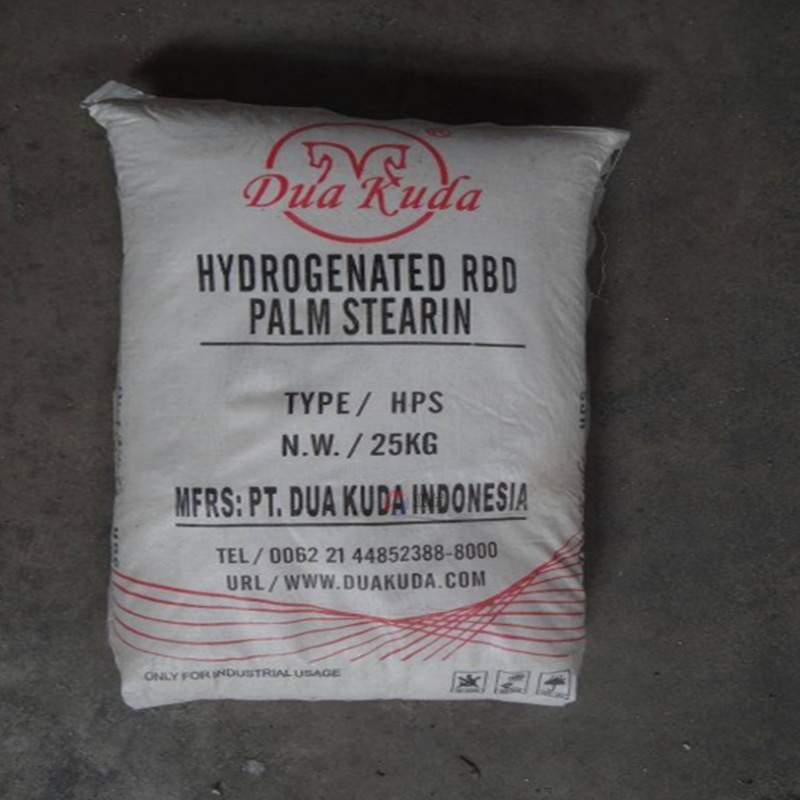 ®
Dua Kuda
HYDROGENATED RBD
PALM STEARIN
TYPE / HPS
N.W. / 25KG
MFRS: PT. DUA KUDA INDONESIA
TEL / 0062 21 44852388-8000
URL / WWW.DUAKUDA.COM
ONLY FOR INDUSTRIAL USAGE
HPS